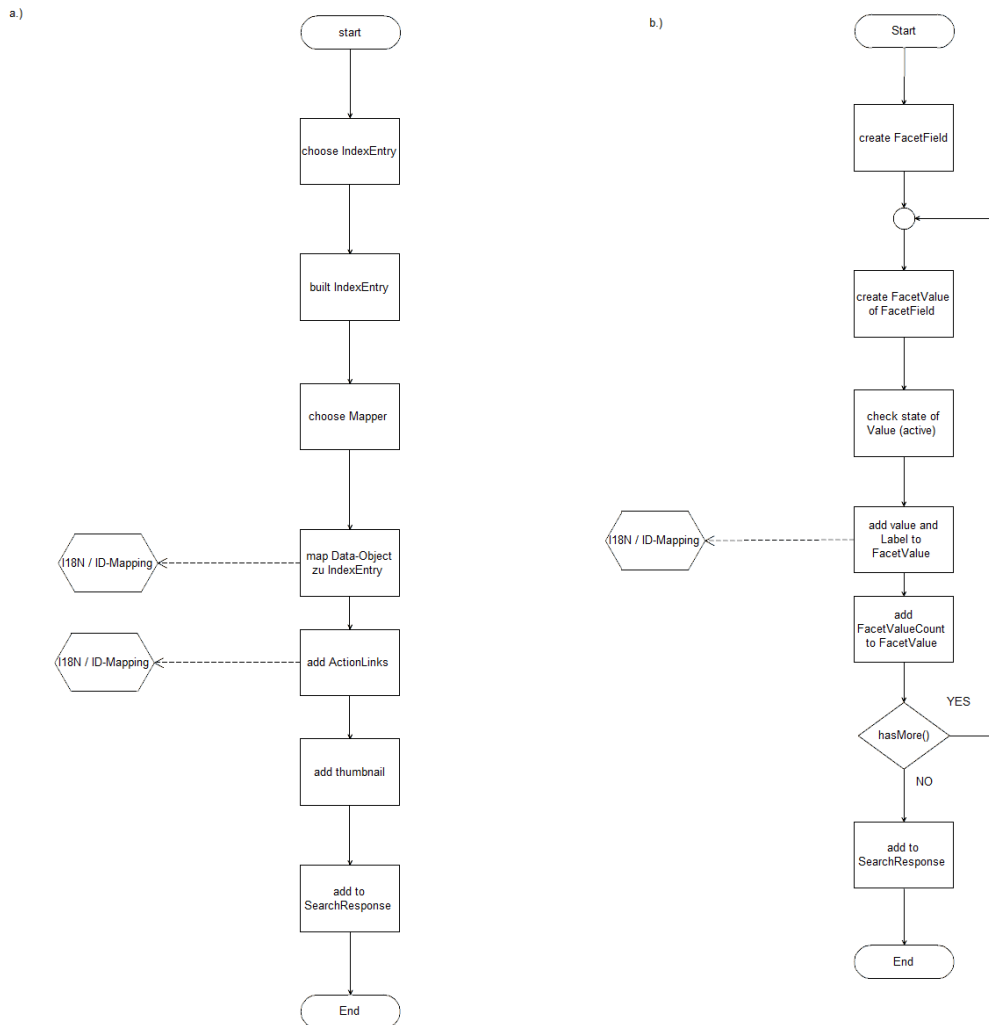 a.)
start
choose IndexEntry
built IndexEntry
choose Mapper
map Data-Object
zu IndexEntry
I18N / ID-Mapping
add ActionLinks
I18N / ID-Mapping
add thumbnail
add to
SearchResponse
End
b.)
Start
create FacetField
create FacetValue
of FacetField
check state of
Value (active)
add value and
Label to
FacetValue
I18N / ID-Mapping
add
FacetValueCount
to FacetValue
hasMore()
YES
NO
add to
SearchResponse
End